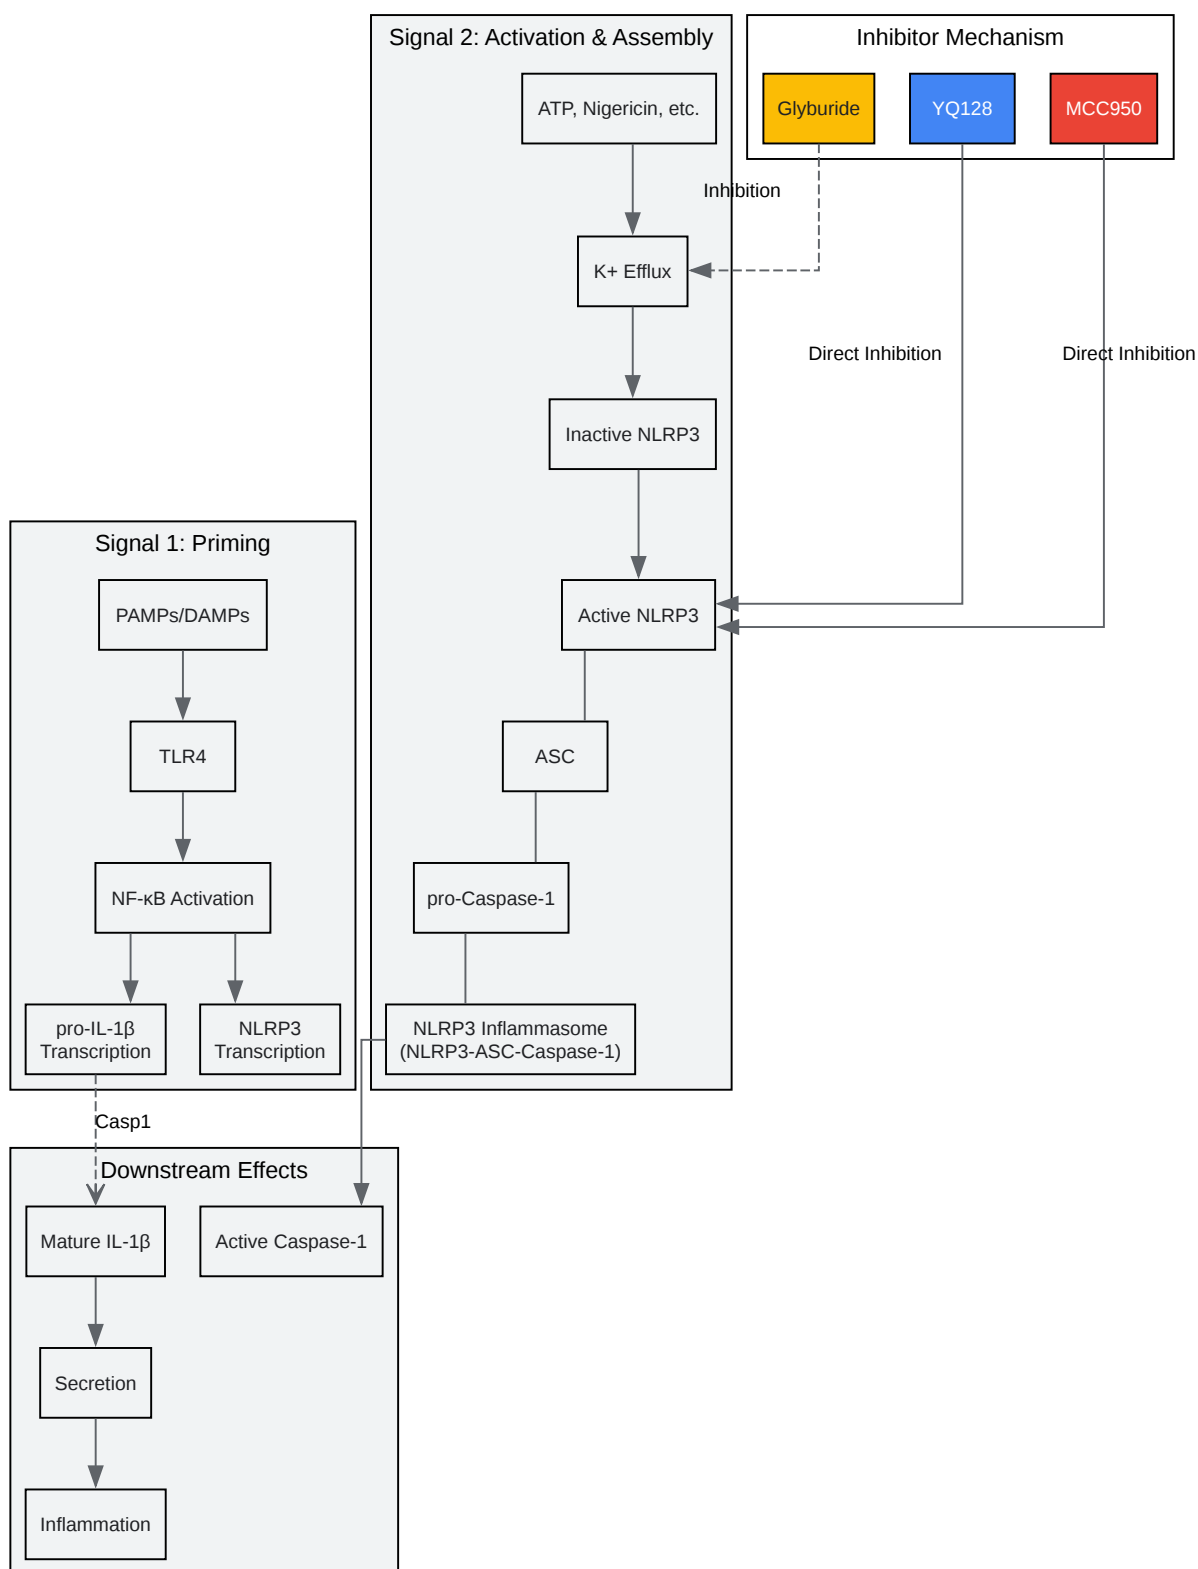 Signal 2: Activation & Assembly
ATP, Nigericin, etc.
K+ Efflux
Inactive NLRP3
Active NLRP3
ASC
pro-Caspase-1
NLRP3 Inflammasome
(NLRP3-ASC-Caspase-1)
Inhibitor Mechanism
Glyburide
YQ128
MCC950
Inhibition
Direct Inhibition
Direct Inhibition
Signal 1: Priming
PAMPs/DAMPs
TLR4
NF-κB Activation
pro-IL-1β
Transcription
NLRP3
Transcription
Casp1
Downstream Effects
Mature IL-1β
Active Caspase-1
Secretion
Inflammation